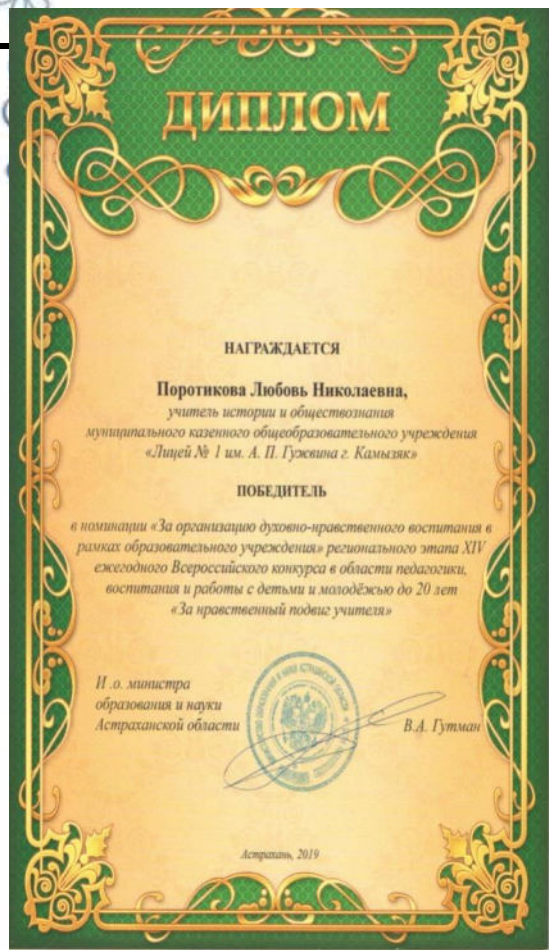 ДИПЛОМ
НАГРАЖДАЕТСЯ
Поротикова Любовь Николаевна,
учитель истории и обществознания
муниципального казенного общеобразовательного учреждения
«Лицей № 1 им. А. П. Гужвина г. Камызяк»
ПОБЕДИТЕЛЬ
в номинации «За организацию духовно-нравственного воспитания в
рамках образовательного учреждения» регионального этапа XIV
ежегодного Всероссийского конкурса в области педагогики,
воспитания и работы с детьми и молодёжью до 20 лет
«За нравственный подвиг учителя»
И .о. министра
образования и науки
Астраханской области
В.А. Гутман
Астрахань, 2019